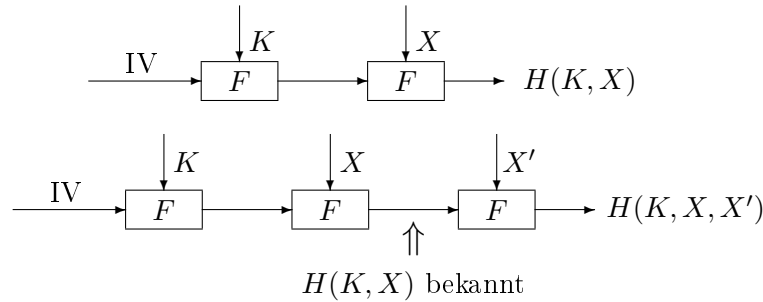 K X
IV F F H(K, X)
K X X′
IV F F F H(K, X, X′)
⇑
H(K, X) bekannt